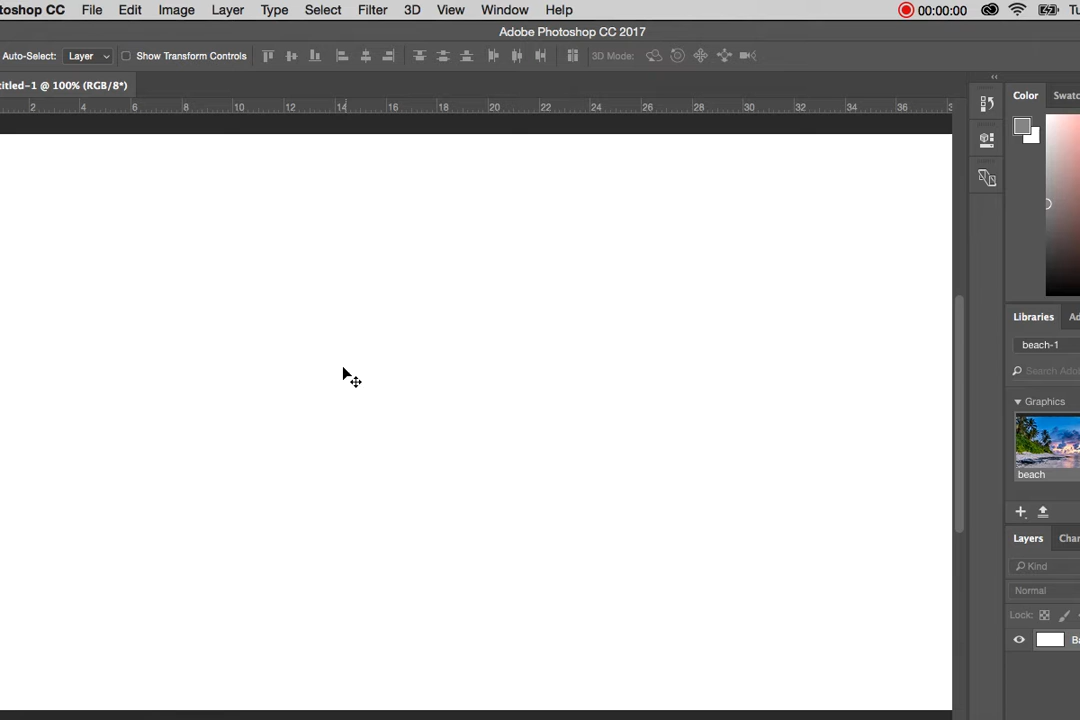 toshop CC File Edit Image Layer Type Select Filter 3D View Window Help 00:00:00 Tu
Adobe Photoshop CC 2017
Auto-Select: Layer Show Transform Controls 3D Mode:
titled-1 @ 100% (RGB/8*)
2 4 6 8 10 12 14 16 18 20 22 24 26 28 30 32 34 36 3
Color Swatc
Libraries Ad
beach-1
Search Ado
Graphics
beach
Layers Chan
Kind
Normal
Lock:
Ba